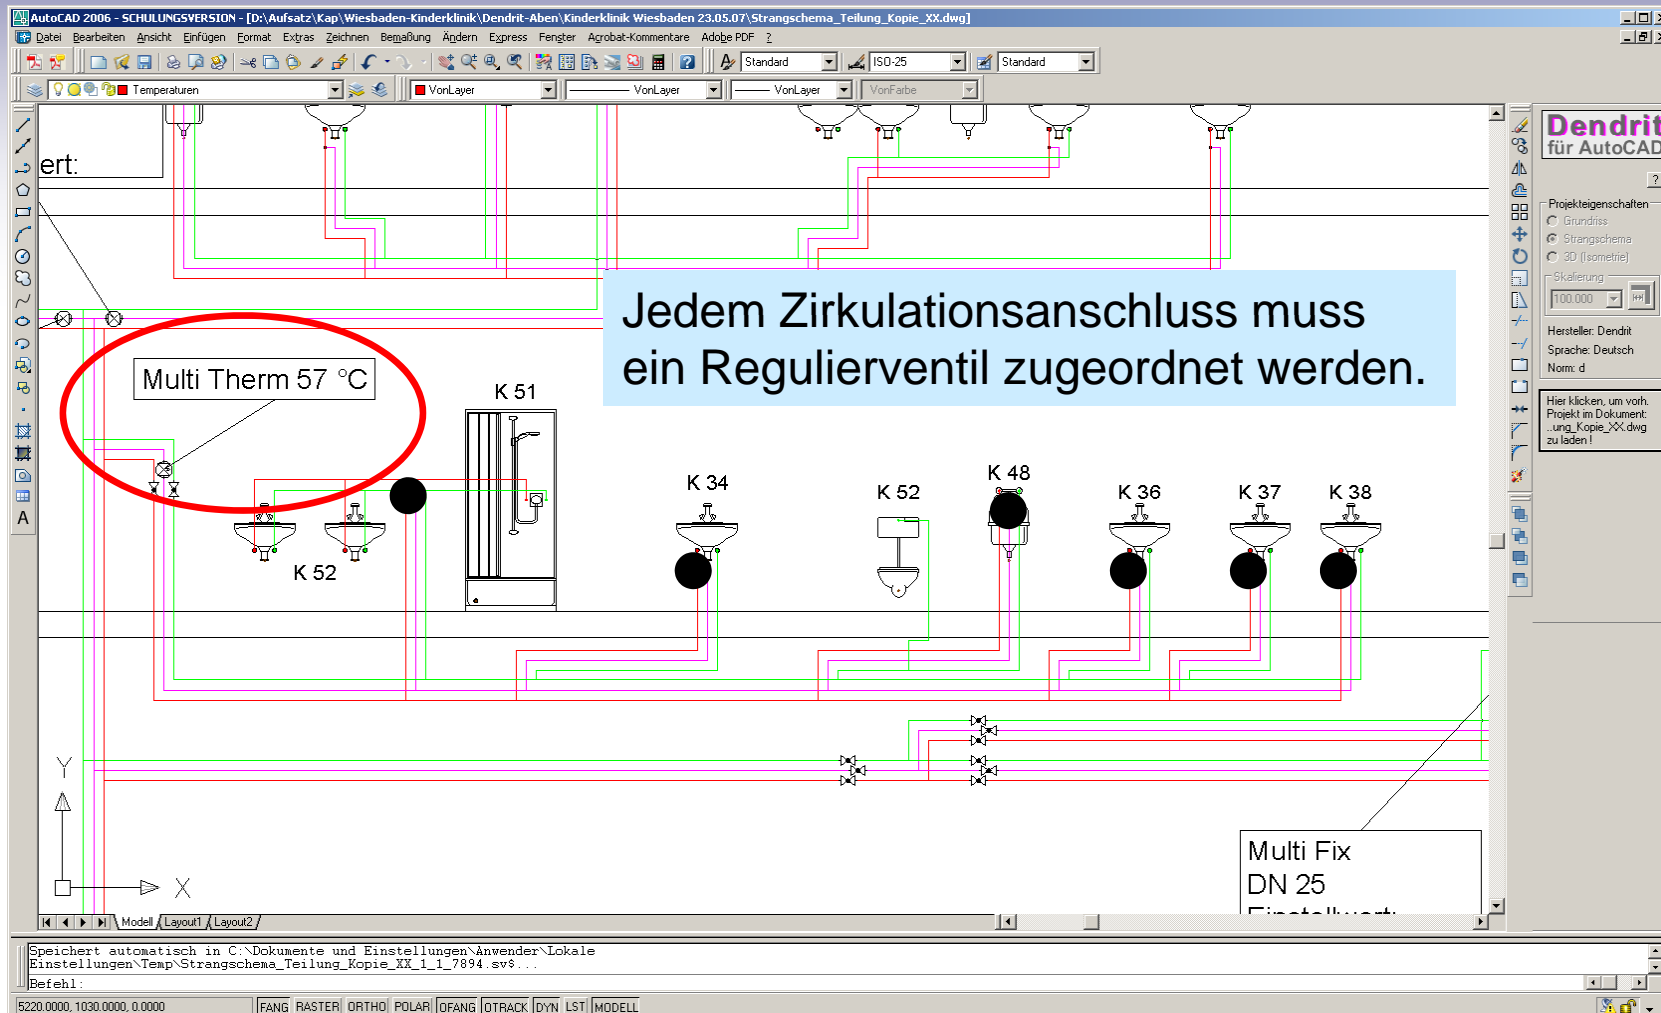 AutoCAD 2006 - SCHULUNGSVERSION - [D:\Aufsatz\Kap\Wiesbaden-Kinderklinik\Dendrit-Aben\Kinderklinik Wiesbaden 23.05.07\Strangschema_Teilung_Kopie_XX.dwg]
Datei Bearbeiten Ansicht Einfügen Format Extras Zeichnen Bemaßung Ändern Express Fenster Acrobat-Kommentare Adobe PDF ?
Standard ISO-25 Standard
Temperaturen VonLayer VonLayer VonLayer VonFarbe
ert:
Jedem Zirkulationsanschluss muss
ein Regulierventil zugeordnet werden.
Multi Therm 57 °C
K 51
K 34
K 52
K 48
K 36
K 37
K 38
K 52
Multi Fix
DN 25
Einstellwert:
Y
X
A
Dendrit
für AutoCAD
?
Projekteigenschaften
Grundriss
Strangschema
3D (Isometrie)
Skalierung
100.000
Hersteller: Dendrit
Sprache: Deutsch
Norm: d
Hier klicken, um vorh.
Projekt im Dokument:
..ung_Kopie_XX.dwg
zu laden !
Modell Layout1 Layout2
Speichert automatisch in C:\Dokumente und Einstellungen\Anwender\Lokale
Einstellungen\Temp\Strangschema_Teilung_Kopie_XX_1_1_7894.sv$...
Befehl:
5220.0000, 1030.0000, 0.0000 FANG RASTER ORTHO POLAR OFANG OTRACK DYN LST MODELL